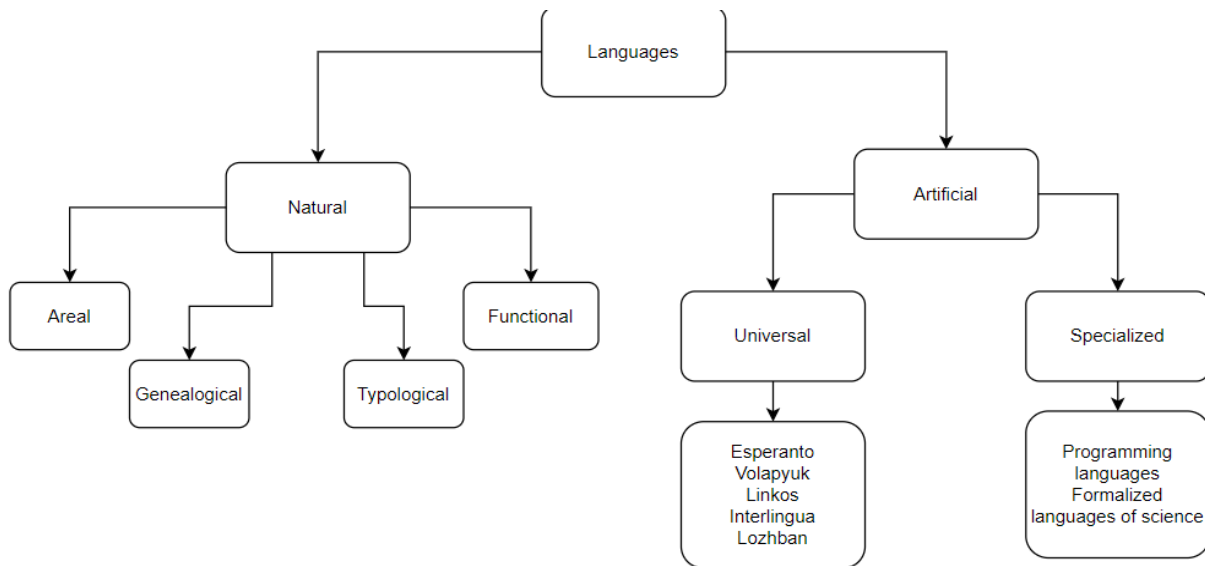 Languages
Natural
Artificial
Areal
Functional
Universal
Specialized
Genealogical
Typological
Esperanto
Volapyuk
Linkos
Interlingua
Lozhban
Programming
languages
Formalized
languages of science